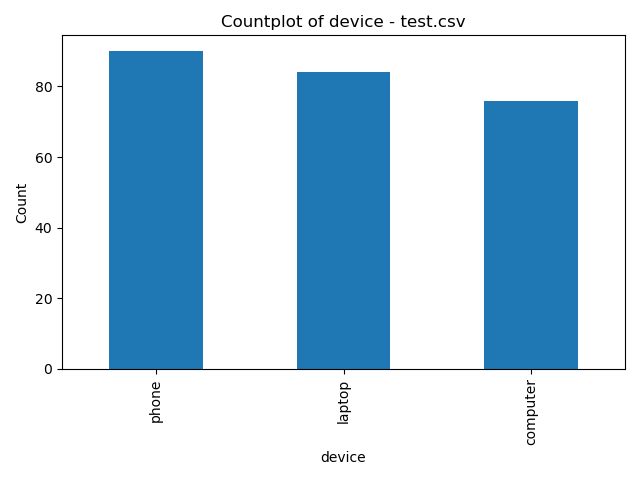 Countplot of device - test.csv
Count
80
60
40
20
0
phone
laptop
computer
device